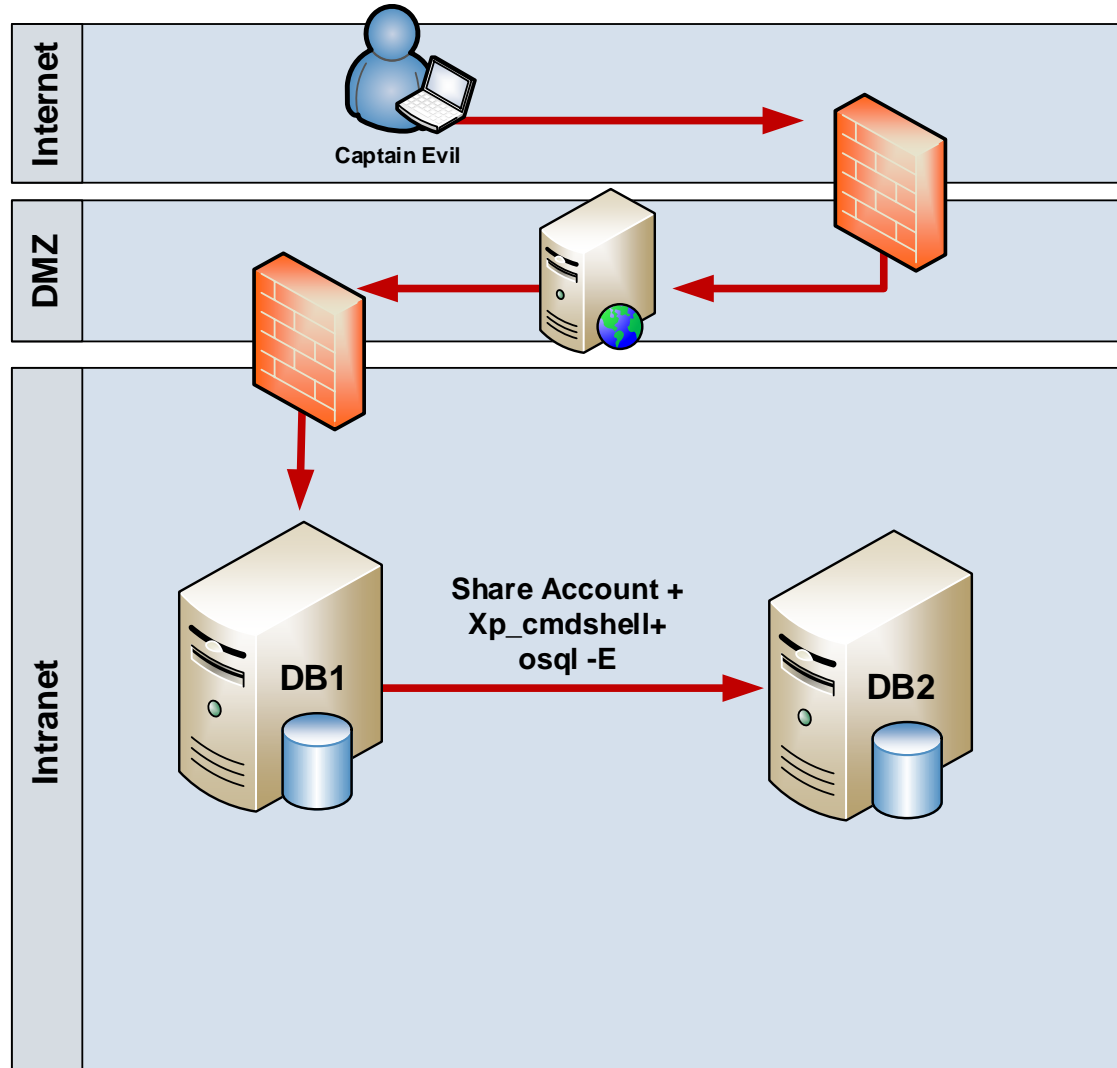 Internet
Captain Evil
DMZ
Intranet
Share Account +
Xp_cmdshell+
osql -E
DB1
DB2